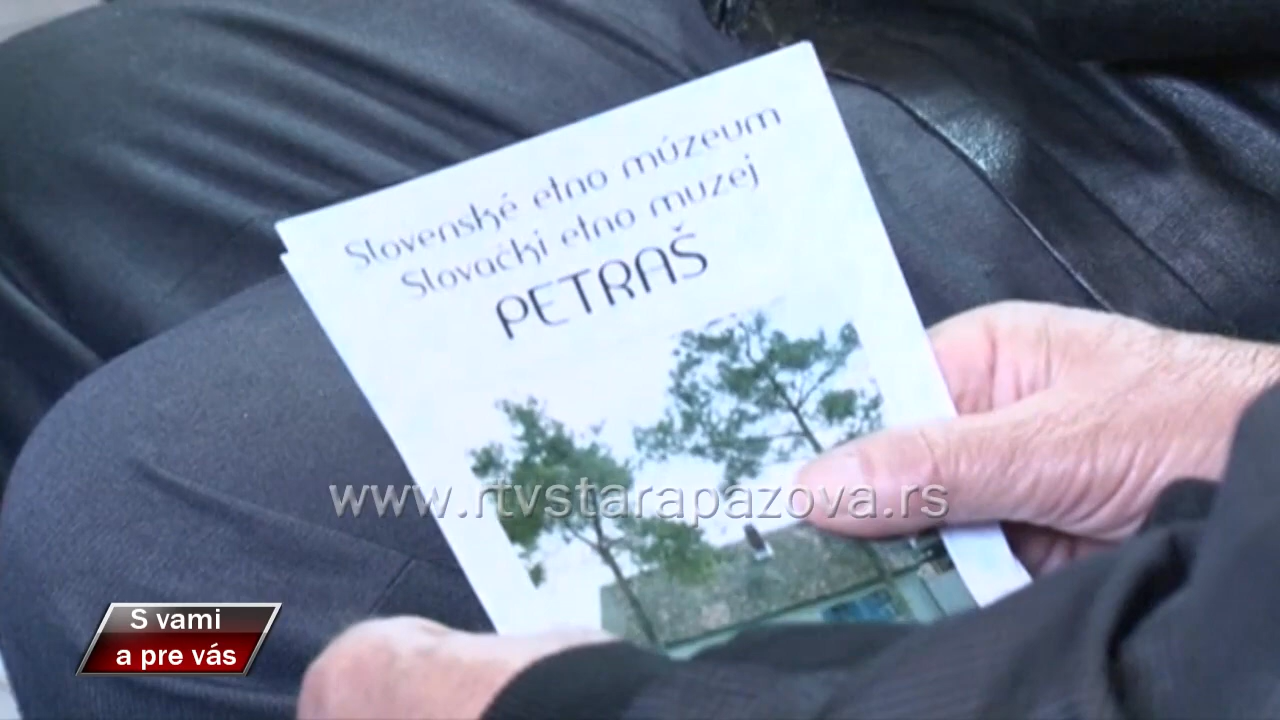 Slovenské etno múzeum
Slovački etno muzej
PETRAŠ
www.rtvstarapazova.rs
S vami
a pre vás